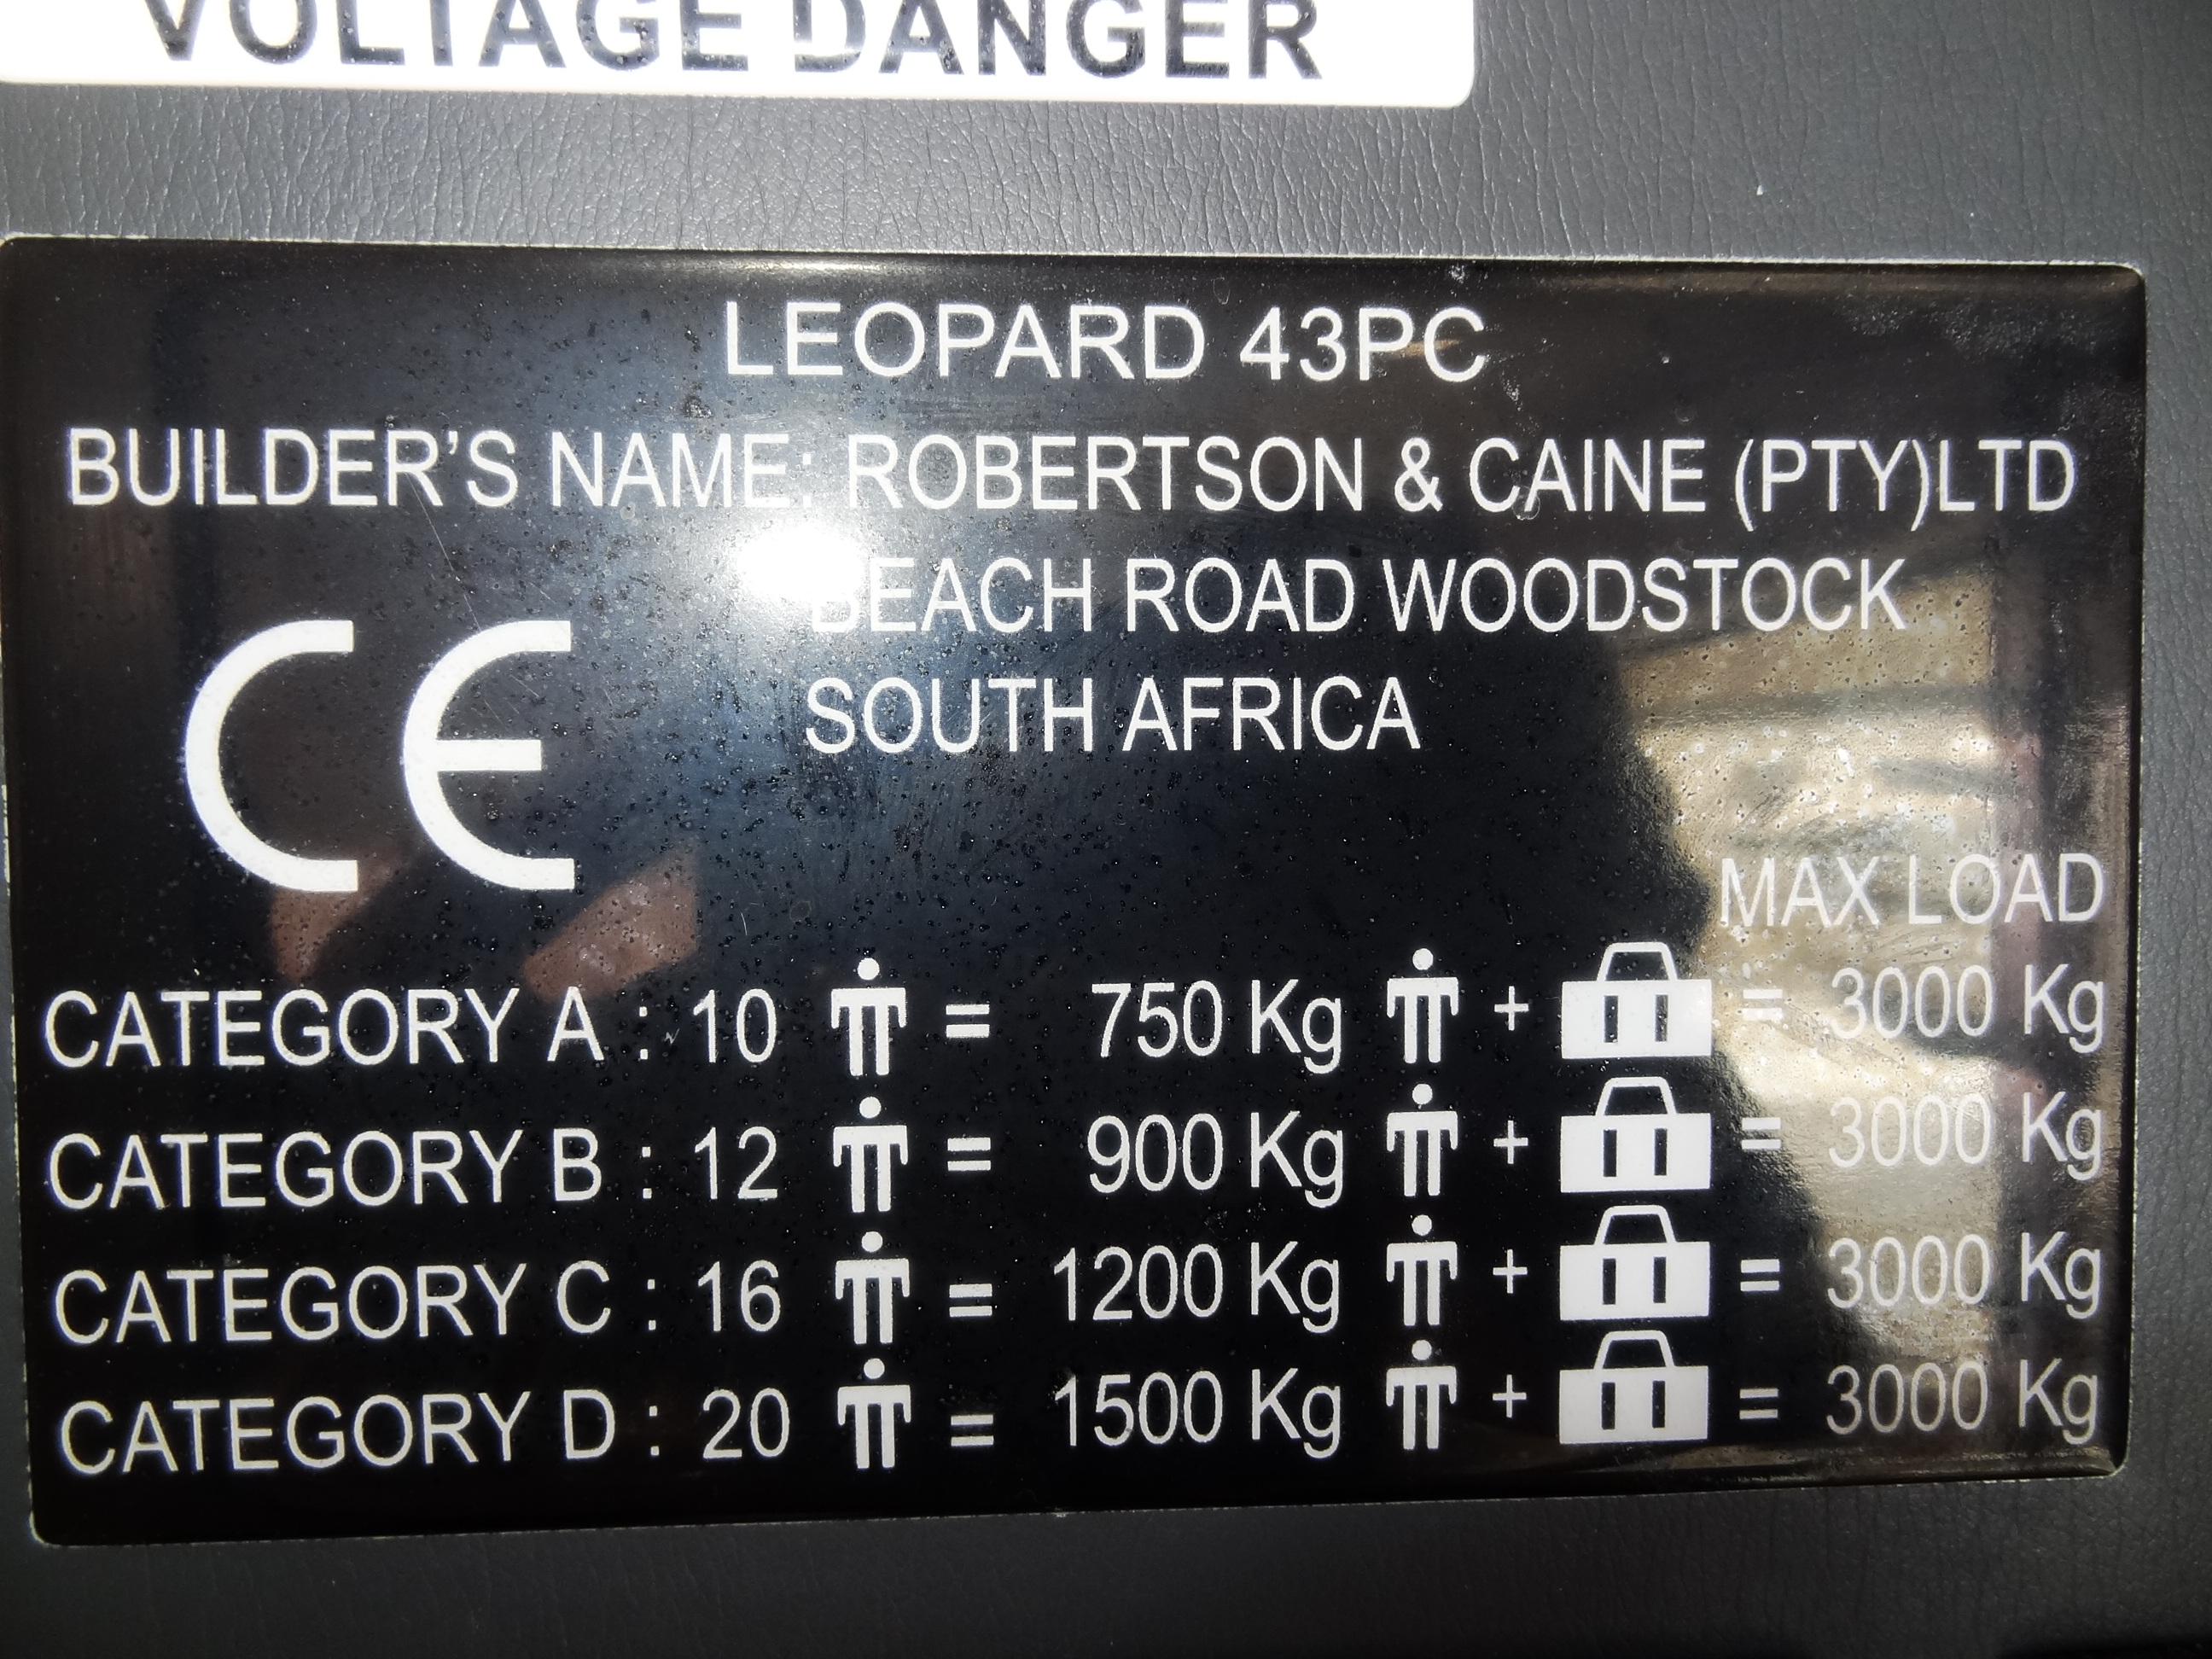 VOLTAGE DANGER
LEOPARD 43PC
BUILDER'S NAME: ROBERTSON & CAINE (PTY)LTD
BEACH ROAD WOODSTOCK
SOUTH AFRICA
CE
MAX LOAD
CATEGORY A : 10 = 750 Kg + = 3000 Kg
CATEGORY B : 12 = 900 Kg + = 3000 Kg
CATEGORY C : 16 = 1200 Kg + = 3000 Kg
CATEGORY D : 20 = 1500 Kg + = 3000 Kg